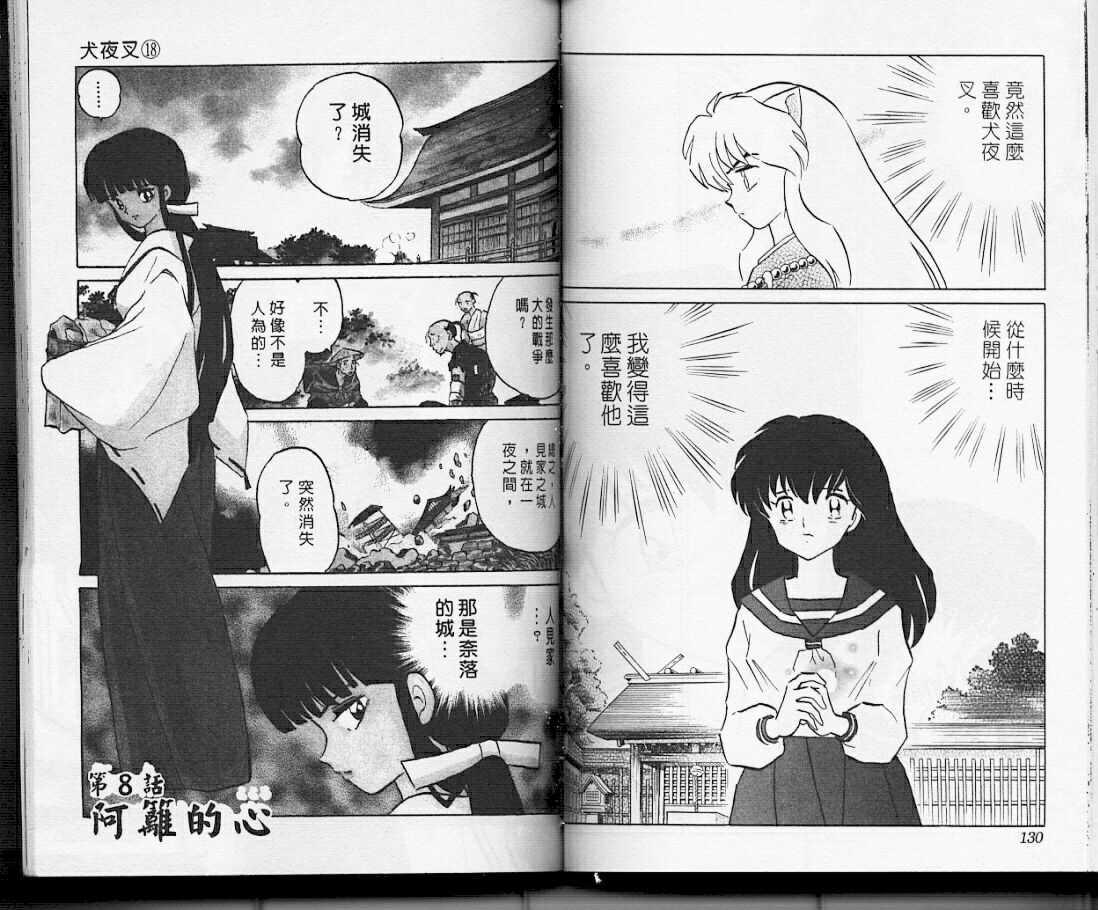 竟然這麼
喜歡犬夜
叉。
從什麼時
候開始…
我變得這
麼喜歡他
了。
130
犬夜叉⑱
城消失
了？
……
發生那麼
大的戰爭
嗎？
不…
好像不是
人為的…
總之，人
見家之城
，就在一
夜之間，
突然消失
了。
人見家
…？
那是奈落
的城…
第8話
阿籬的心